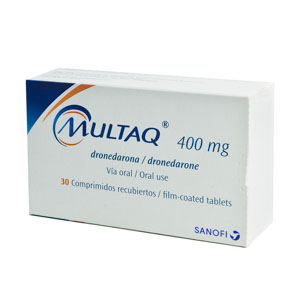 MULTAQ® 400 mg
dronedarona / dronedarone
Vía oral / Oral use
30 Comprimidos recubiertos / film-coated tablets
SANOFI